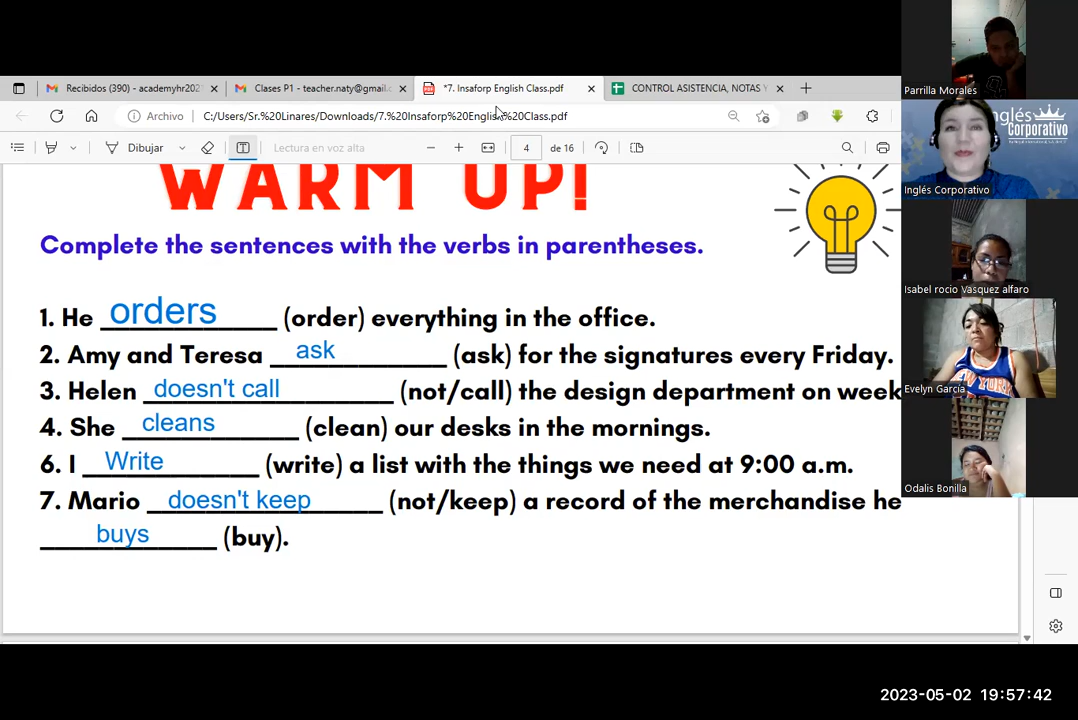 Recibidos (390) - academyhr202
Clases P1 - teacher.naty@gmail.c
*7. Insaforp English Class.pdf
CONTROL ASISTENCIA, NOTAS Y
Archivo
C:/Users/Sr.%20Linares/Downloads/7.%20Insaforp%20English%20Class.pdf
Dibujar
Lectura en voz alta
4
de 16
WARM UP!
Complete the sentences with the verbs in parentheses.
1. He orders (order) everything in the office.
2. Amy and Teresa ask (ask) for the signatures every Friday.
3. Helen doesn't call (not/call) the design department on week
4. She cleans (clean) our desks in the mornings.
6. I Write (write) a list with the things we need at 9:00 a.m.
7. Mario doesn't keep (not/keep) a record of the merchandise he
buys (buy).
Parrilla Morales
nglés
Corporativo
Inglés Corporativo
Isabel rocio Vasquez alfaro
NEW YORK
Evelyn García
Odalis Bonilla
2023-05-02 19:57:42